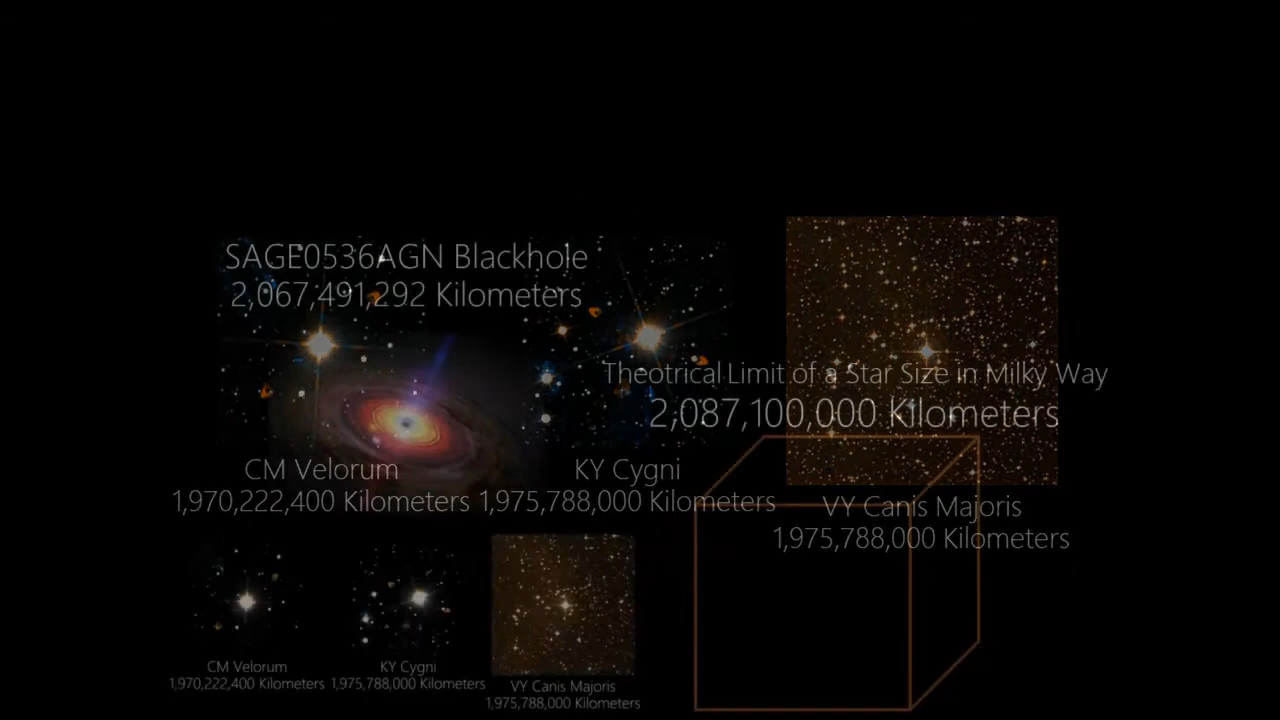 SAGE0536AGN Blackhole
2,067,491,292 Kilometers
Theotrical Limit of a Star Size in Milky Way
2,087,100,000 Kilometers
CM Velorum
1,970,222,400 Kilometers
KY Cygni
1,975,788,000 Kilometers
VY Canis Majoris
1,975,788,000 Kilometers
CM Velorum
1,970,222,400 Kilometers
KY Cygni
1,975,788,000 Kilometers
VY Canis Majoris
1,975,788,000 Kilometers